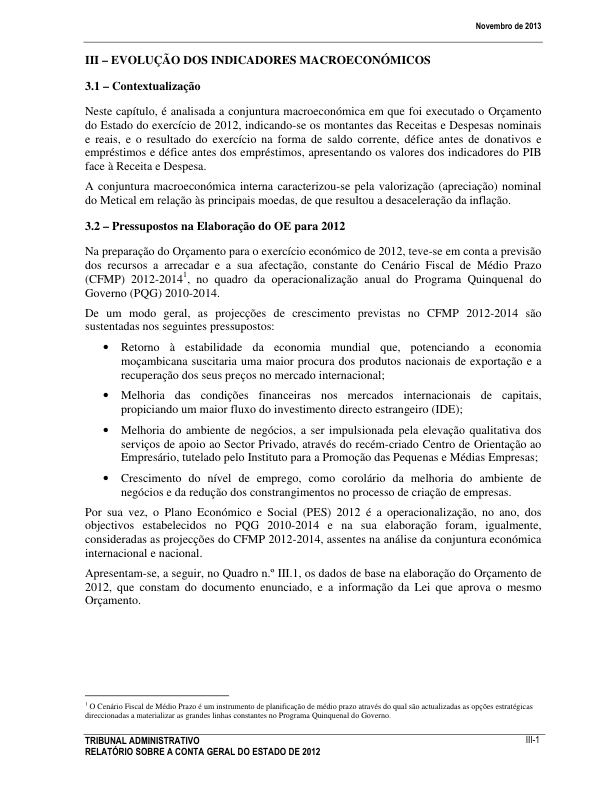 Novembro de 2013
III – EVOLUÇÃO DOS INDICADORES MACROECONÓMICOS
3.1 – Contextualização
Neste capítulo, é analisada a conjuntura macroeconómica em que foi executado o Orçamento
do Estado do exercício de 2012, indicando-se os montantes das Receitas e Despesas nominais
e reais, e o resultado do exercício na forma de saldo corrente, défice antes de donativos e
empréstimos e défice antes dos empréstimos, apresentando os valores dos indicadores do PIB
face à Receita e Despesa.
A conjuntura macroeconómica interna caracterizou-se pela valorização (apreciação) nominal
do Metical em relação às principais moedas, de que resultou a desaceleração da inflação.
3.2 – Pressupostos na Elaboração do OE para 2012
Na preparação do Orçamento para o exercício económico de 2012, teve-se em conta a previsão
dos recursos a arrecadar e a sua afectação, constante do Cenário Fiscal de Médio Prazo
(CFMP) 2012-2014¹, no quadro da operacionalização anual do Programa Quinquenal do
Governo (PQG) 2010-2014.
De um modo geral, as projecções de crescimento previstas no CFMP 2012-2014 são
sustentadas nos seguintes pressupostos:
• Retorno à estabilidade da economia mundial que, potenciando a economia
moçambicana suscitaria uma maior procura dos produtos nacionais de exportação e a
recuperação dos seus preços no mercado internacional;
• Melhoria das condições financeiras nos mercados internacionais de capitais,
propiciando um maior fluxo do investimento directo estrangeiro (IDE);
• Melhoria do ambiente de negócios, a ser impulsionada pela elevação qualitativa dos
serviços de apoio ao Sector Privado, através do recém-criado Centro de Orientação ao
Empresário, tutelado pelo Instituto para a Promoção das Pequenas e Médias Empresas;
• Crescimento do nível de emprego, como corolário da melhoria do ambiente de
negócios e da redução dos constrangimentos no processo de criação de empresas.
Por sua vez, o Plano Económico e Social (PES) 2012 é a operacionalização, no ano, dos
objectivos estabelecidos no PQG 2010-2014 e na sua elaboração foram, igualmente,
consideradas as projecções do CFMP 2012-2014, assentes na análise da conjuntura económica
internacional e nacional.
Apresentam-se, a seguir, no Quadro n.º III.1, os dados de base na elaboração do Orçamento de
2012, que constam do documento enunciado, e a informação da Lei que aprova o mesmo
Orçamento.
¹ O Cenário Fiscal de Médio Prazo é um instrumento de planificação de médio prazo através do qual são actualizadas as opções estratégicas
direccionadas a materializar as grandes linhas constantes no Programa Quinquenal do Governo.
TRIBUNAL ADMINISTRATIVO III-1
RELATÓRIO SOBRE A CONTA GERAL DO ESTADO DE 2012